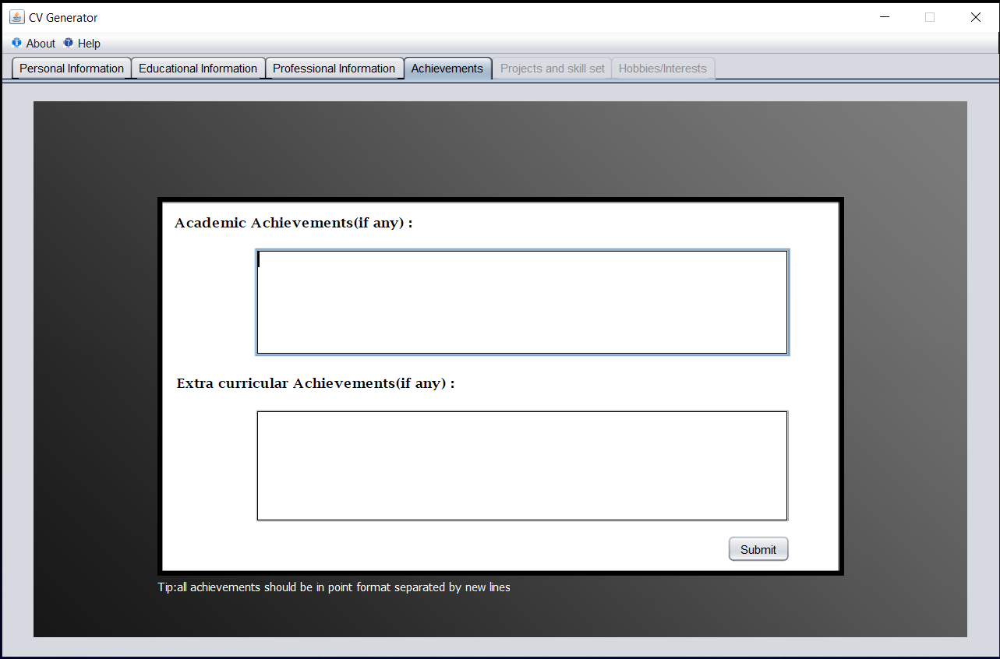 CV Generator
About Help
Personal Information Educational Information Professional Information Achievements Projects and skill set Hobbies/Interests
Academic Achievements(if any) :
Extra curricular Achievements(if any) :
Submit
Tip:all achievements should be in point format separated by new lines